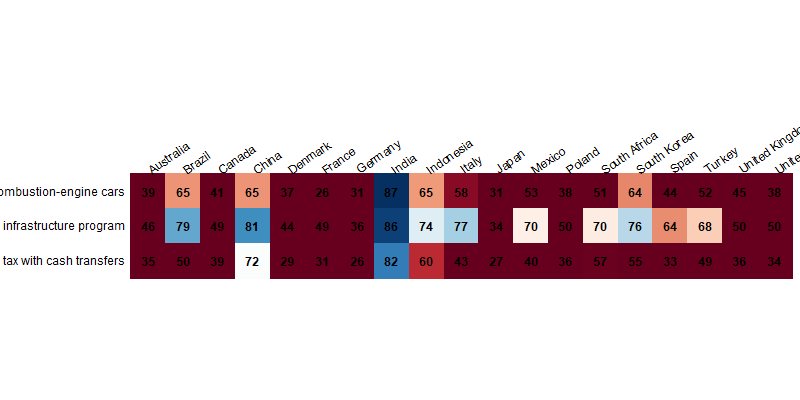 Australia Brazil Canada China Denmark France Germany India Indonesia Italy Japan Mexico Poland South Africa South Korea Spain Turkey United Kingdom United
combustion-engine cars 39 65 41 65 37 26 31 87 65 58 31 53 38 51 64 44 52 45 38
infrastructure program 46 79 49 81 44 49 36 86 74 77 34 70 50 70 76 64 68 50 50
tax with cash transfers 35 50 39 72 29 31 26 82 60 43 27 40 36 57 55 33 49 36 34